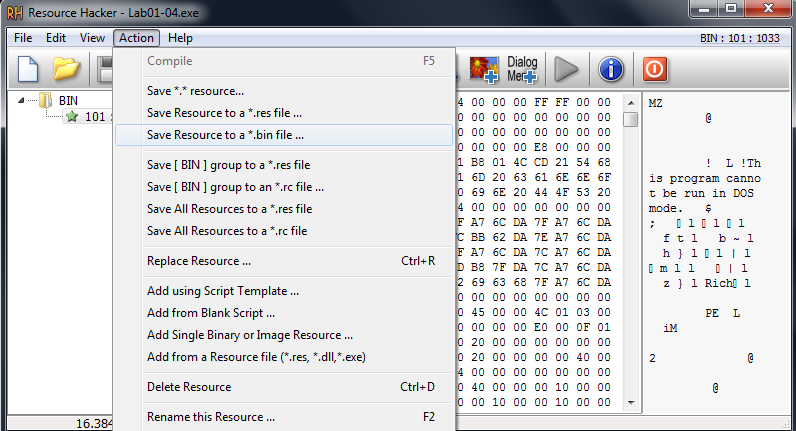 Resource Hacker - Lab01-04.exe
File Edit View Action Help BIN : 101 : 1033
Dialog
Menu
BIN
101 :
Compile F5
Save *.* resource...
Save Resource to a *.res file ...
Save Resource to a *.bin file ...
Save [ BIN ] group to a *.res file
Save [ BIN ] group to an *.rc file ...
Save All Resources to a *.res file
Save All Resources to a *.rc file
Replace Resource ... Ctrl+R
Add using Script Template ...
Add from Blank Script ...
Add Single Binary or Image Resource ...
Add from a Resource file (*.res, *.dll,*.exe)
Delete Resource Ctrl+D
Rename this Resource ... F2
4 00 00 00 FF FF 00 00 MZ
00 00 00 00 00 00 00 @
00 00 00 00 00 00 00
00 00 00 E8 00 00 00
1 B8 01 4C CD 21 54 68 ! L !Th
1 6D 20 63 61 6E 6E 6F is program canno
0 69 6E 20 44 4F 53 20 t be run in DOS
4 00 00 00 00 00 00 00 mode. $
F A7 6C DA 7F A7 6C DA ; l l l
C BB 62 DA 7E A7 6C DA f t l b ~ l
F A7 6C DA 7C A7 6C DA h } l l | l
D B8 7F DA 7C A7 6C DA m l l | l
2 69 63 68 7F A7 6C DA z } l Rich l
00 00 00 00 00 00 00
00 45 00 00 4C 01 03 00 PE L
00 00 00 00 E0 00 0F 01 iM
00 20 00 00 00 00 00 00
00 20 00 00 00 00 40 00 2 @
4 00 00 00 00 00 00 00
00 40 00 00 00 10 00 00 @
00 00 10 00 00 10 00 00
16.384